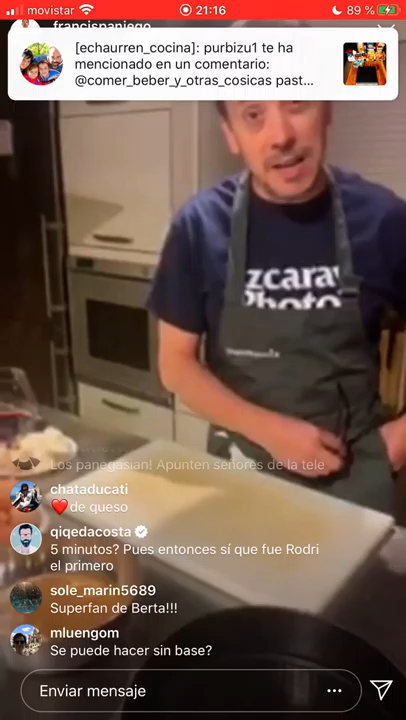 movistar 21:16 89 %
francispaniego
[echaurren_cocina]: purbizu1 te ha
mencionado en un comentario:
@comer_beber_y_otras_cosicas past...
zcaray
Photo
Los panegasian! Apunten señores de la tele
chataducati
❤️de queso
qiqedacosta
5 minutos? Pues entonces sí que fue Rodri
el primero
sole_marin5689
Superfan de Berta!!!
mluengom
Se puede hacer sin base?
Enviar mensaje